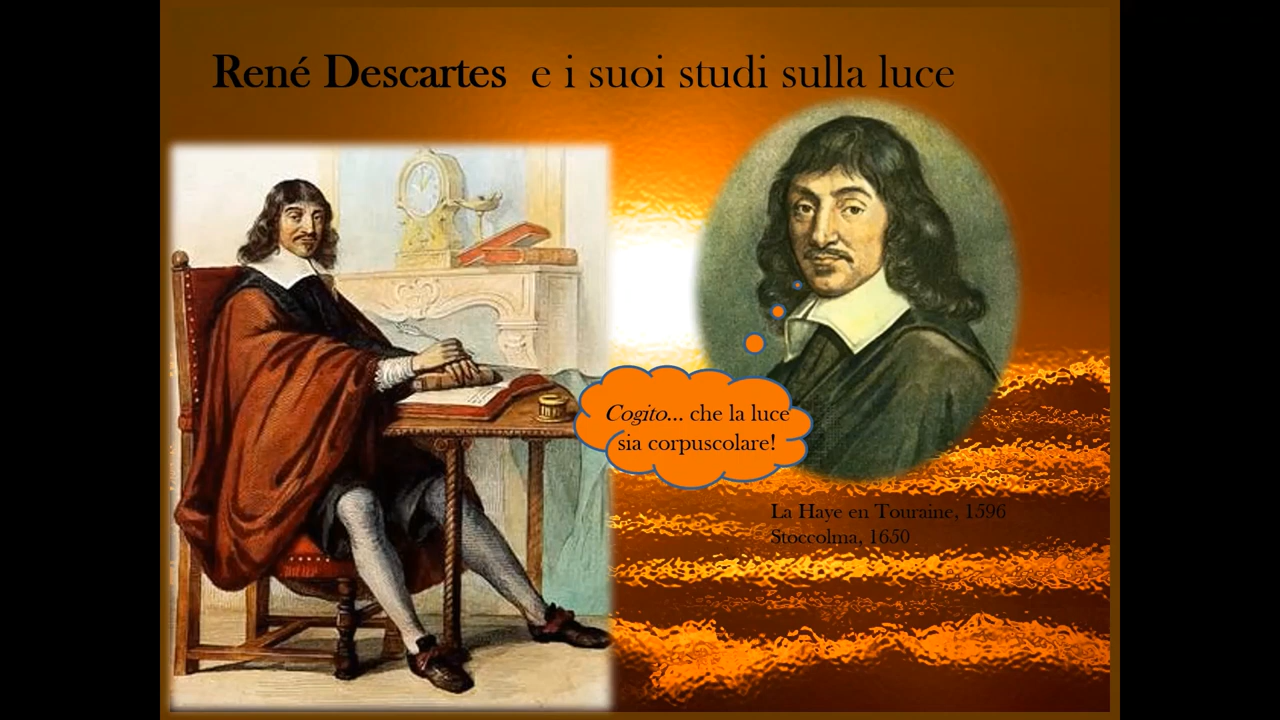 René Descartes e i suoi studi sulla luce
Cogito... che la luce
sia corpuscolare!
La Haye en Touraine, 1596
Stoccolma, 1650